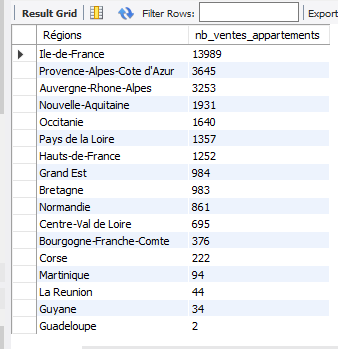 Result Grid Filter Rows: Export
Régions nb_ventes_appartements
Ile-de-France 13989
Provence-Alpes-Cote d'Azur 3645
Auvergne-Rhone-Alpes 3253
Nouvelle-Aquitaine 1931
Occitanie 1640
Pays de la Loire 1357
Hauts-de-France 1252
Grand Est 984
Bretagne 983
Normandie 861
Centre-Val de Loire 695
Bourgogne-Franche-Comte 376
Corse 222
Martinique 94
La Reunion 44
Guyane 34
Guadeloupe 2